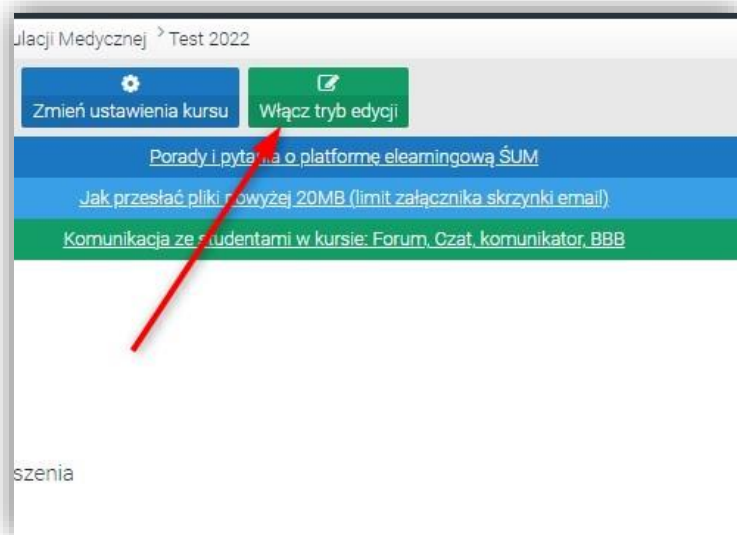 ulacji Medycznej > Test 2022
Zmień ustawienia kursu
Włącz tryb edycji
Porady i pytania o platformę elearningową ŚUM
Jak przesłać pliki powyżej 20MB (limit załącznika skrzynki email)
Komunikacja ze studentami w kursie: Forum, Czat, komunikator, BBB
szenia